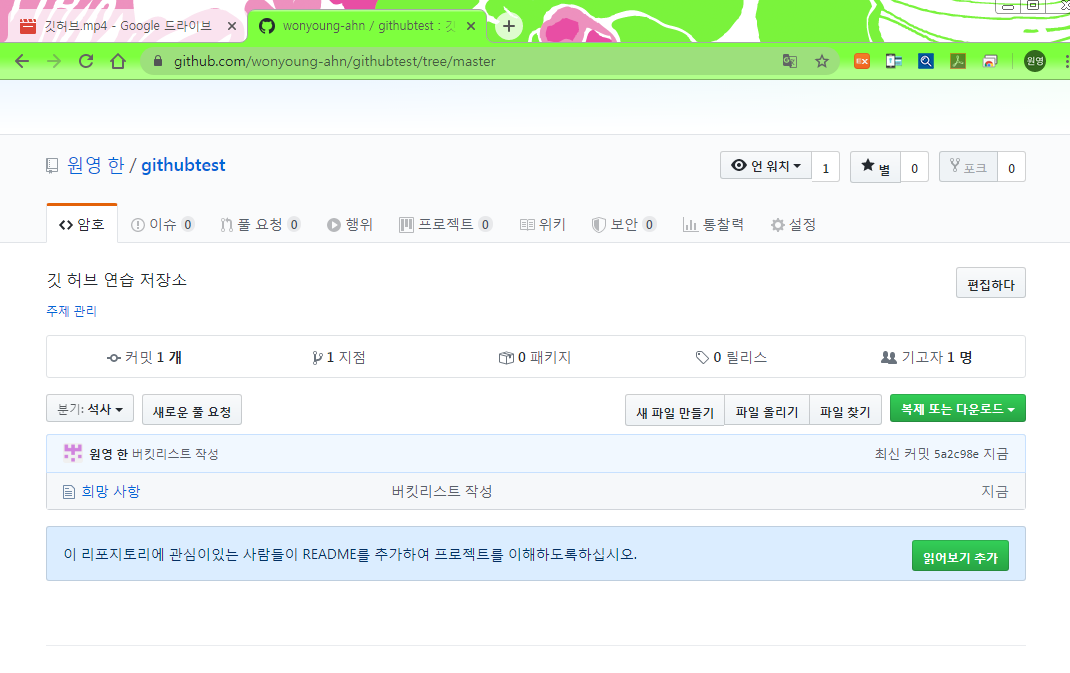 깃허브.mp4 - Google 드라이브
wonyoung-ahn / githubtest : 깃
github.com/wonyoung-ahn/githubtest/tree/master
원영
원영 한 / githubtest
언 워치 1
별 0
포크 0
암호
이슈 0
풀 요청 0
행위
프로젝트 0
위키
보안 0
통찰력
설정
깃 허브 연습 저장소
편집하다
주제 관리
커밋 1 개
1 지점
0 패키지
0 릴리스
기고자 1 명
분기: 석사
새로운 풀 요청
새 파일 만들기
파일 올리기
파일 찾기
복제 또는 다운로드
원영 한 버킷리스트 작성
최신 커밋 5a2c98e 지금
희망 사항
버킷리스트 작성
지금
이 리포지토리에 관심이있는 사람들이 README를 추가하여 프로젝트를 이해하도록하십시오.
읽어보기 추가